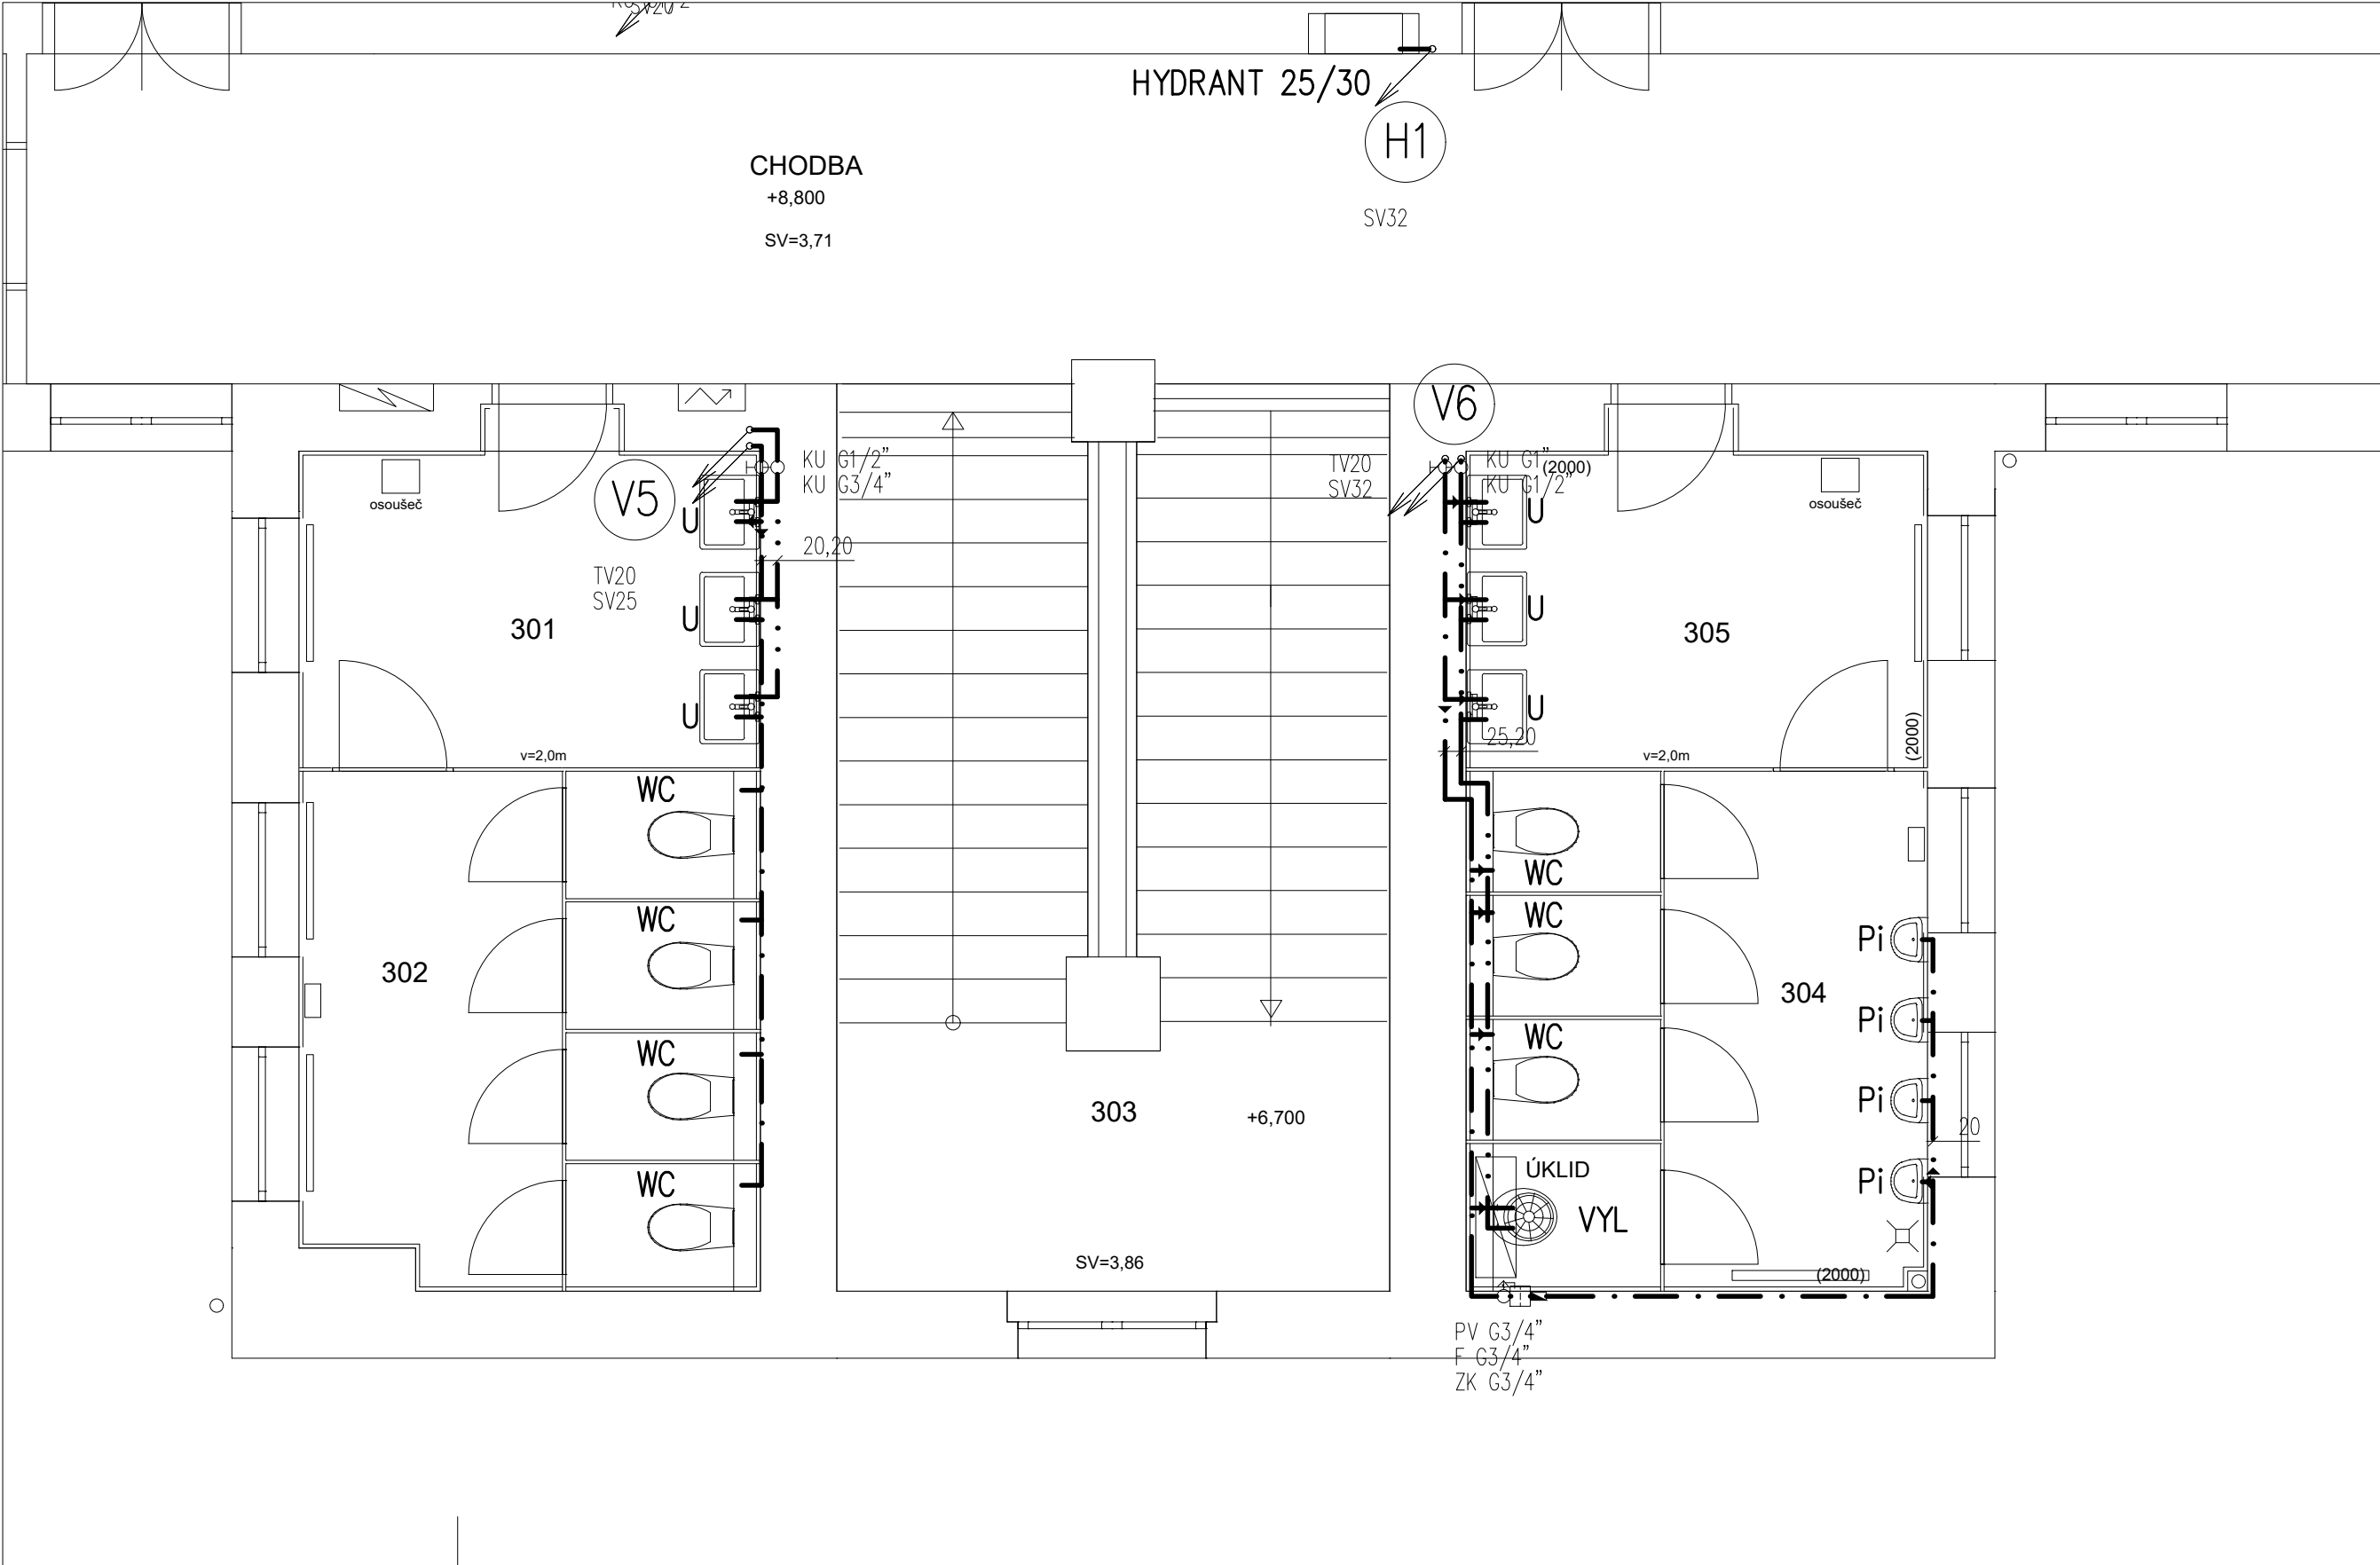 SV20
HYDRANT 25/30
H1
SV32
CHODBA
+8,800
SV=3,71
V5
TV20
SV25
KU G1/2"
KU G3/4"
20,20
osoušeč
301
U
U
U
v=2,0m
302
WC
WC
WC
WC
303
+6,700
SV=3,86
V6
TV20
SV32
KU G1"
KU G1/2"
(2000)
osoušeč
305
U
U
U
25,20
v=2,0m
(2000)
WC
WC
WC
304
Pi
Pi
Pi
Pi
20
ÚKLID
VYL
(2000)
PV G3/4"
F G3/4"
ZK G3/4"